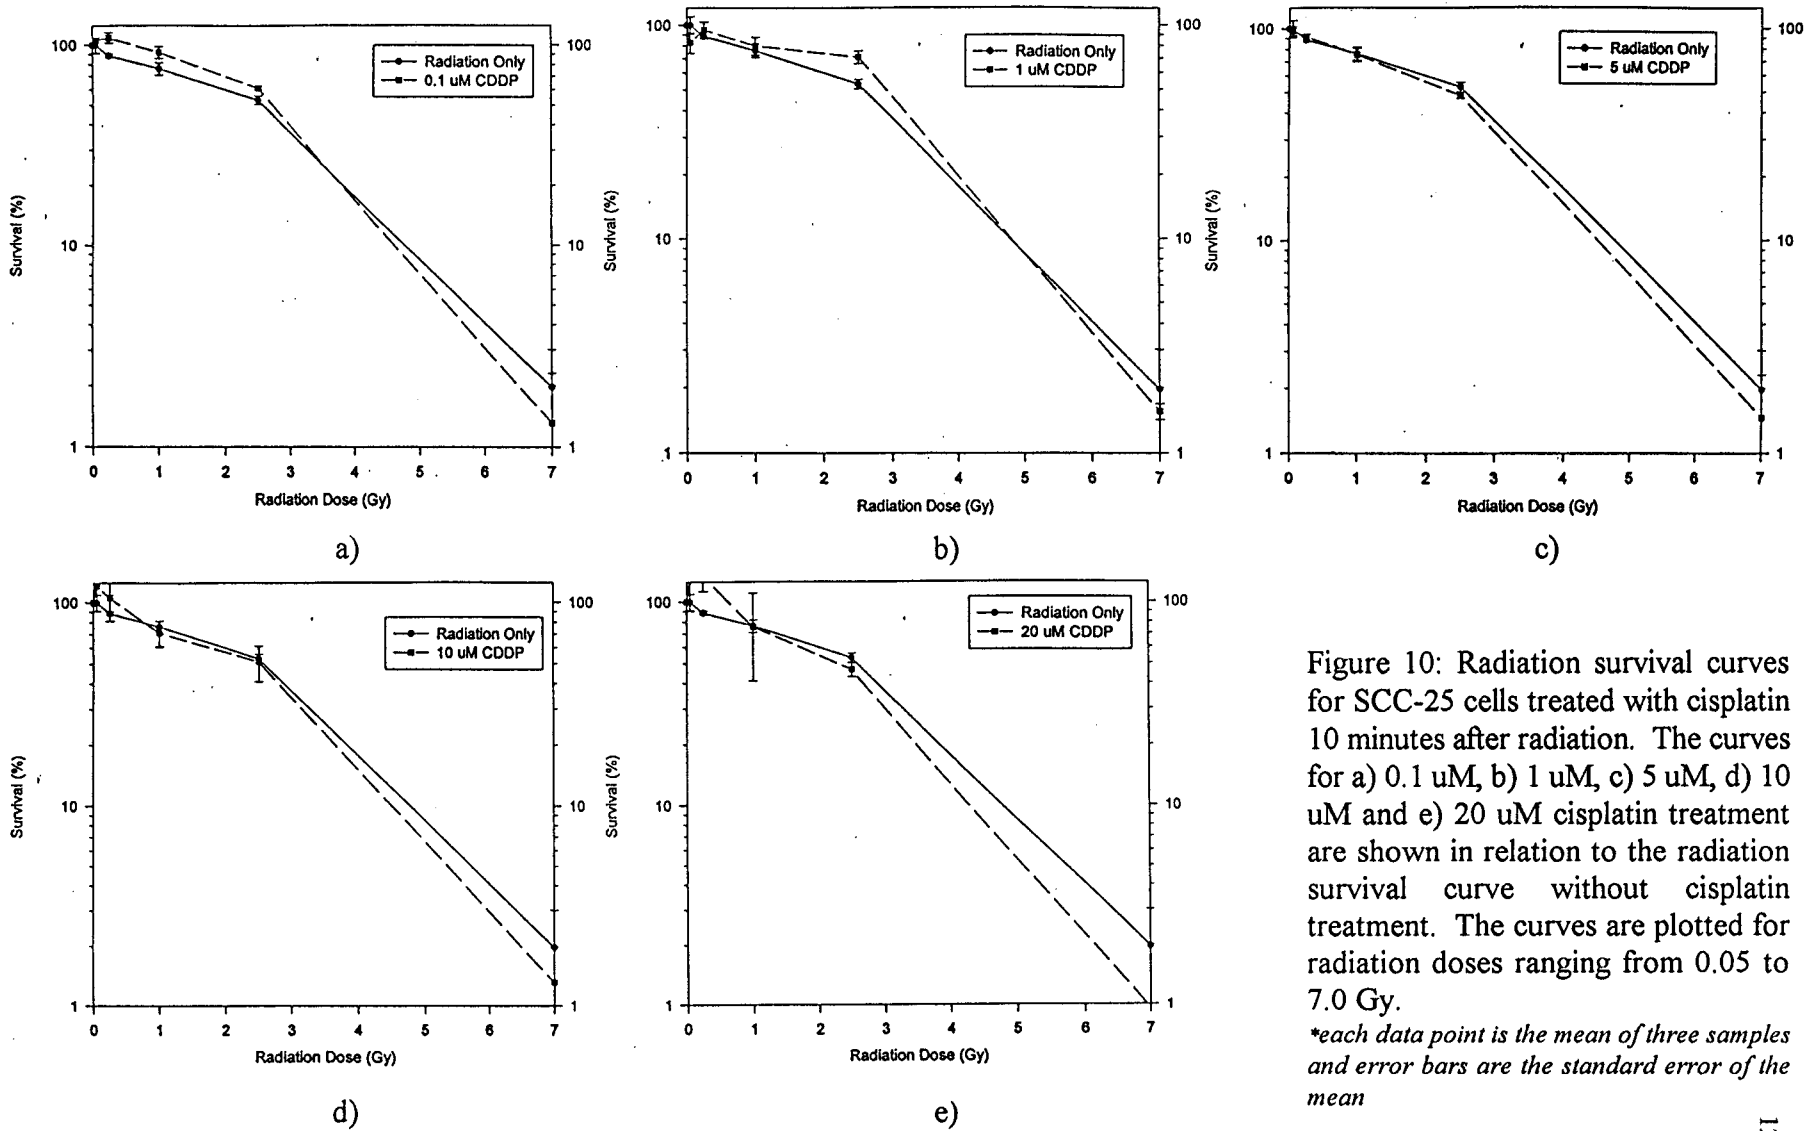 100
10
1
Survival (%)
Radiation Only
0.1 uM CDDP
100
10
1
0 1 2 3 4 5 6 7
Radiation Dose (Gy)
a)
100
10
1
Survival (%)
Radiation Only
1 uM CDDP
100
10
1
0 1 2 3 4 5 6 7
Radiation Dose (Gy)
b)
100
10
1
Survival (%)
Radiation Only
5 uM CDDP
100
10
1
0 1 2 3 4 5 6 7
Radiation Dose (Gy)
c)
100
10
1
Survival (%)
Radiation Only
10 uM CDDP
100
10
1
0 1 2 3 4 5 6 7
Radiation Dose (Gy)
d)
100
10
1
Survival (%)
Radiation Only
20 uM CDDP
100
10
1
0 1 2 3 4 5 6 7
Radiation Dose (Gy)
e)
Figure 10: Radiation survival curves
for SCC-25 cells treated with cisplatin
10 minutes after radiation. The curves
for a) 0.1 uM, b) 1 uM, c) 5 uM, d) 10
uM and e) 20 uM cisplatin treatment
are shown in relation to the radiation
survival curve without cisplatin
treatment. The curves are plotted for
radiation doses ranging from 0.05 to
7.0 Gy.
*each data point is the mean of three samples
and error bars are the standard error of the
mean